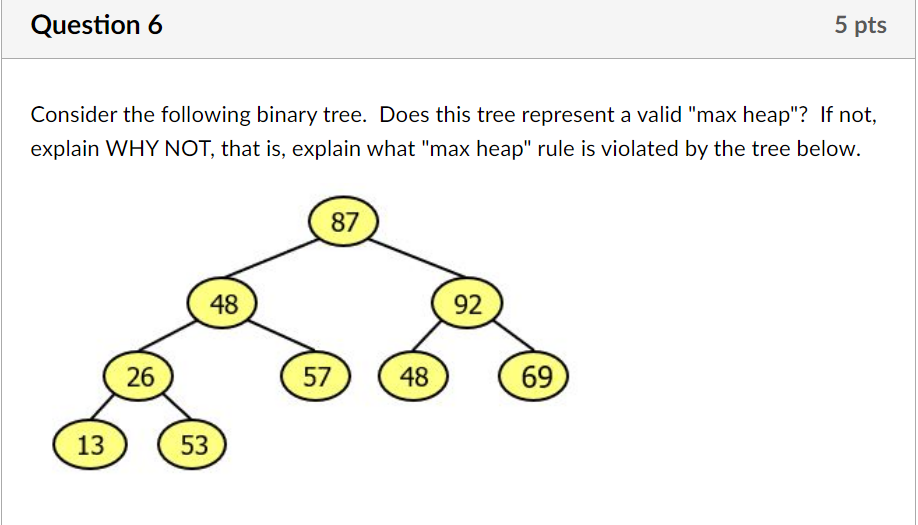 Question 6
5 pts
Consider the following binary tree. Does this tree represent a valid "max heap"? If not,
explain WHY NOT, that is, explain what "max heap" rule is violated by the tree below.
87
48 92
26 57 48 69
13 53